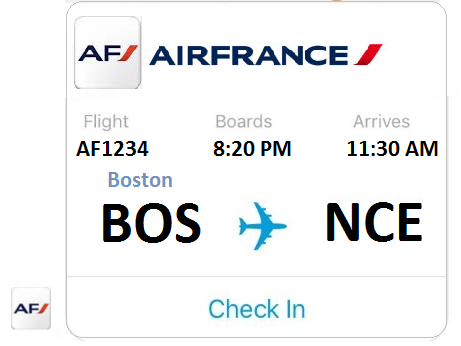 AF AIRFRANCE
Flight Boards Arrives
AF1234 8:20 PM 11:30 AM
Boston
BOS NCE
Check In
AF